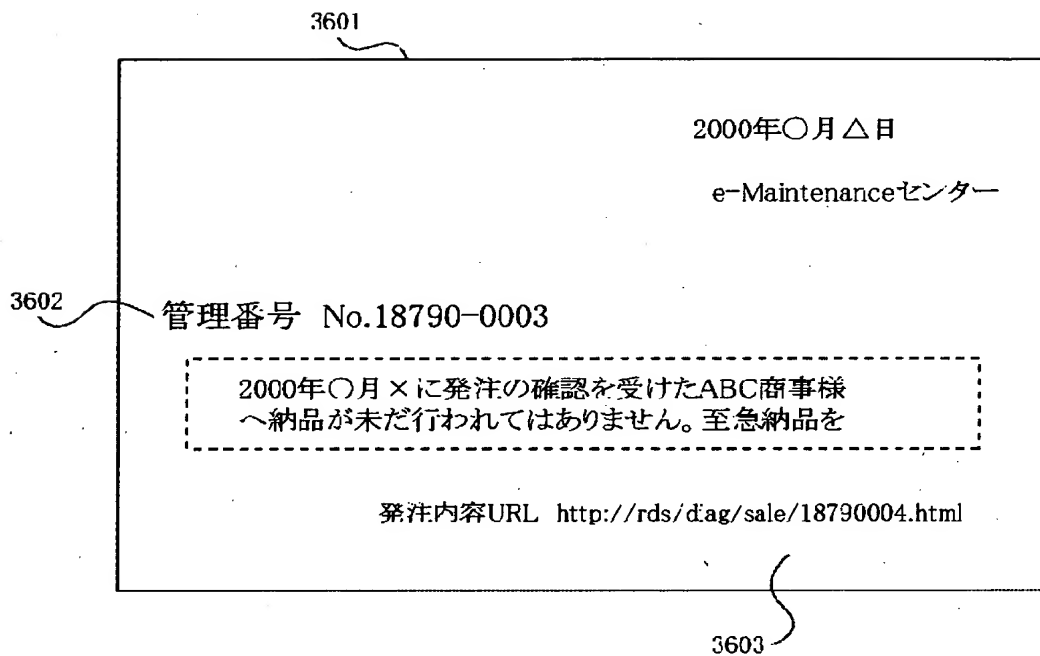 3601
2000年○月△日
e-Maintenanceセンター
3602
管理番号 No.18790-0003
2000年○月×に発注の確認を受けたABC商事様
へ納品が未だ行われてはありません。至急納品を
発注内容URL http://rds/diag/sale/18790004.html
3603